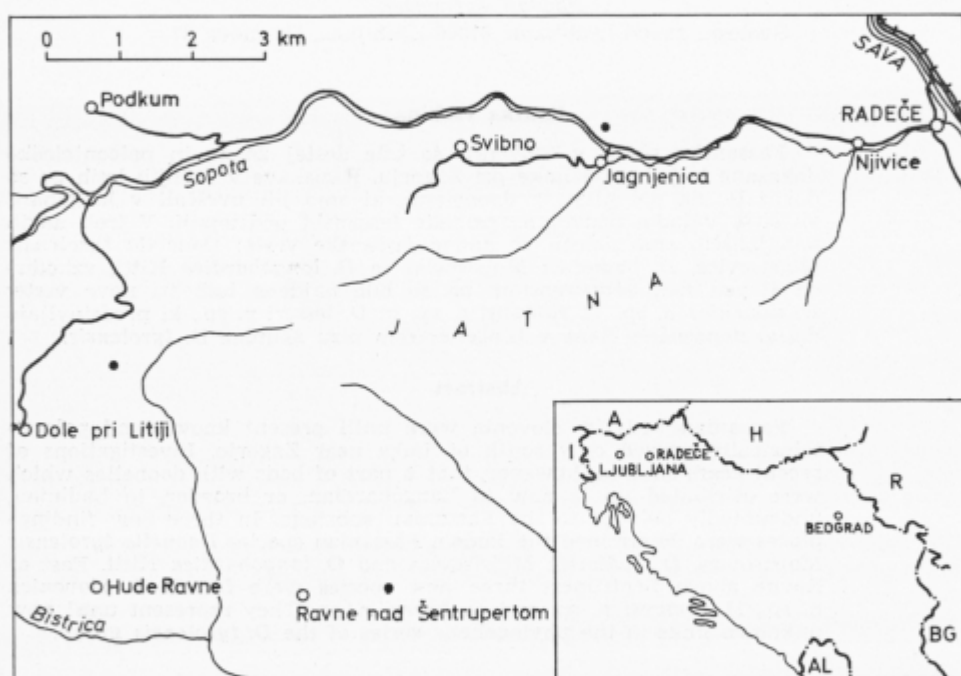 0 1 2 3 km
SAVA
Podkum
RADEČE
Svibno
Njivice
Sopota
Jagnjenica
JATNA
Dole pri Litiji
A
H
I
RADEČE
LJUBLJANA
R
BEOGRAD
Hude Ravne
Ravne nad Šentrupertom
Bistrica
BG
AL